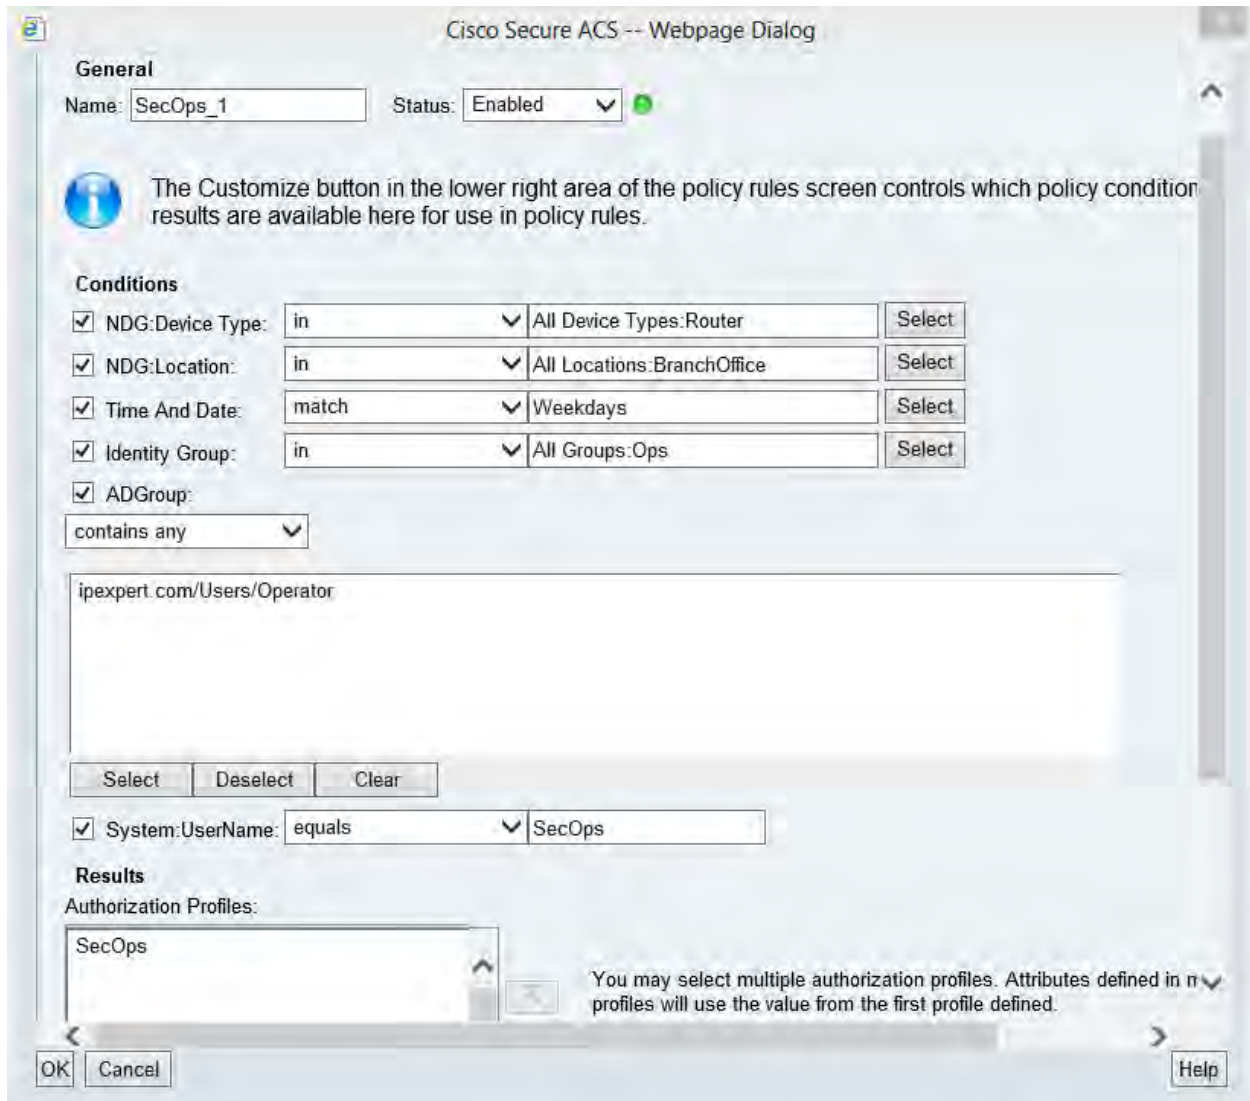 Cisco Secure ACS -- Webpage Dialog
General
Name: SecOps_1 Status: Enabled
The Customize button in the lower right area of the policy rules screen controls which policy condition
results are available here for use in policy rules.
Conditions
NDG:Device Type: in All Device Types:Router Select
NDG:Location: in All Locations:BranchOffice Select
Time And Date: match Weekdays Select
Identity Group: in All Groups:Ops Select
ADGroup:
contains any
ipexpert.com/Users/Operator
Select Deselect Clear
System:UserName: equals SecOps
Results
Authorization Profiles:
SecOps
You may select multiple authorization profiles. Attributes defined in
profiles will use the value from the first profile defined.
OK Cancel Help